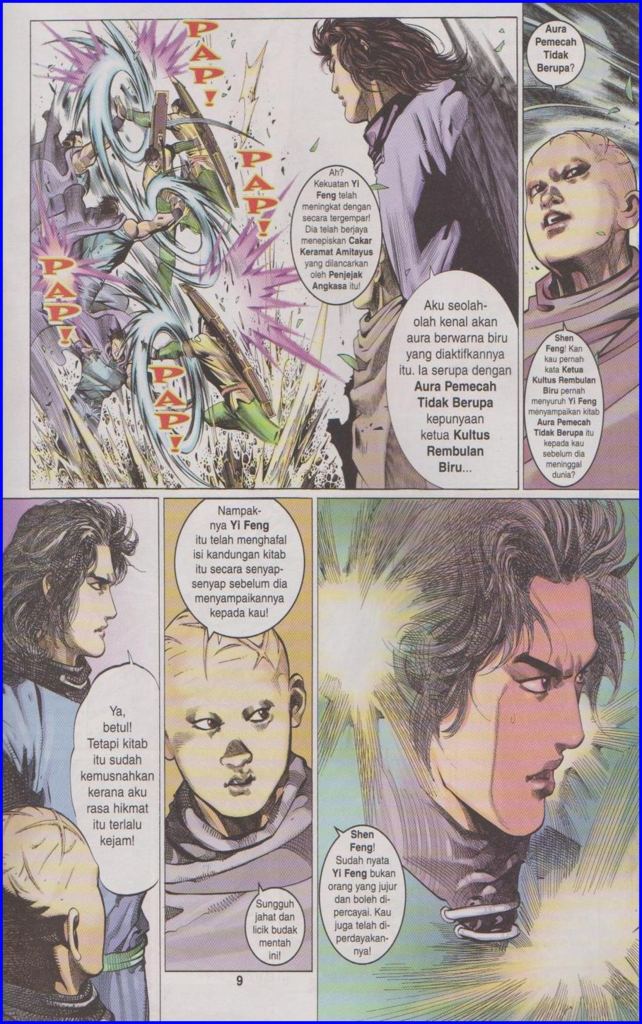 PAP!
PAP!
PAP!
PAP!
Ah?
Kekuatan Yi
Feng telah
meningkat dengan
secara tergempar!
Dia telah berjaya
menepiskan Cakar
Keramat Amitayus
yang dilancarkan
oleh Penjejak
Angkasa itu!
Aku seolah-
olah kenal akan
aura berwarna biru
yang diaktifkannya
itu. Ia serupa dengan
Aura Pemecah
Tidak Berupa
kepunyaan
ketua Kultus
Rembulan
Biru...
Aura
Pemecah
Tidak
Berupa?
Shen
Feng! Kan
kau pernah
kata Ketua
Kultus Rembulan
Biru pernah
menyuruh Yi Feng
menyampaikan kitab
Aura Pemecah
Tidak Berupa itu
kepada kau
sebelum dia
meninggal
dunia?
Ya,
betul!
Tetapi kitab
itu sudah
kemusnahkan
kerana aku
rasa hikmat
itu terlalu
kejam!
Nampak-
nya Yi Feng
itu telah menghafal
isi kandungan kitab
itu secara senyap-
senyap sebelum dia
menyampaikannya
kepada kau!
Sungguh
jahat dan
licik budak
mentah
ini!
Shen
Feng!
Sudah nyata
Yi Feng bukan
orang yang jujur
dan boleh di-
percayai. Kau
juga telah di-
perdayakan-
nya!
9